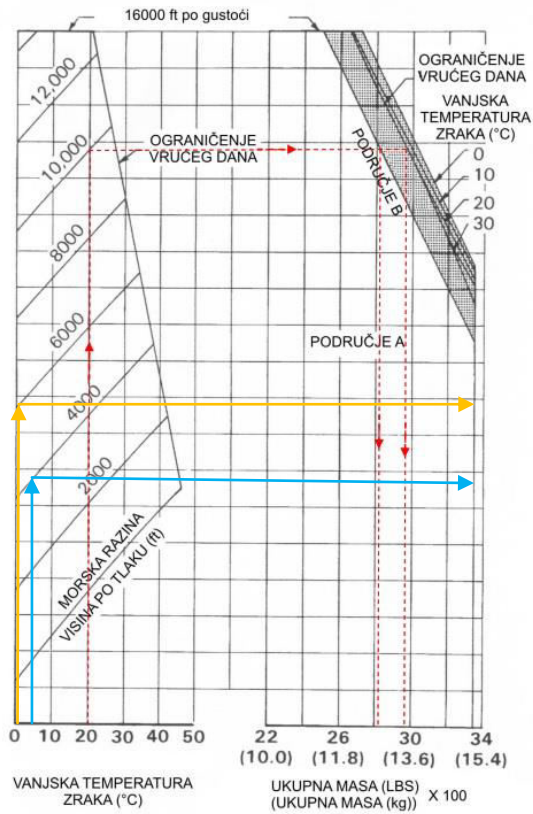 16000 ft po gustoći
12,000
10,000
8000
6000
4000
2000
OGRANIČENJE
VRUĆEG DANA
OGRANIČENJE
VRUĆEG DANA
VANJSKA
TEMPERATURA
ZRAKA (°C)
0
10
20
30
PODRUČJE B
PODRUČJE A
MORSKA RAZINA
VISINA PO TLAKU (ft)
0 10 20 30 40 50
22 26 30 34
(10.0) (11.8) (13.6) (15.4)
VANJSKA TEMPERATURA
ZRAKA (°C)
UKUPNA MASA (LBS)
(UKUPNA MASA (kg))
X 100